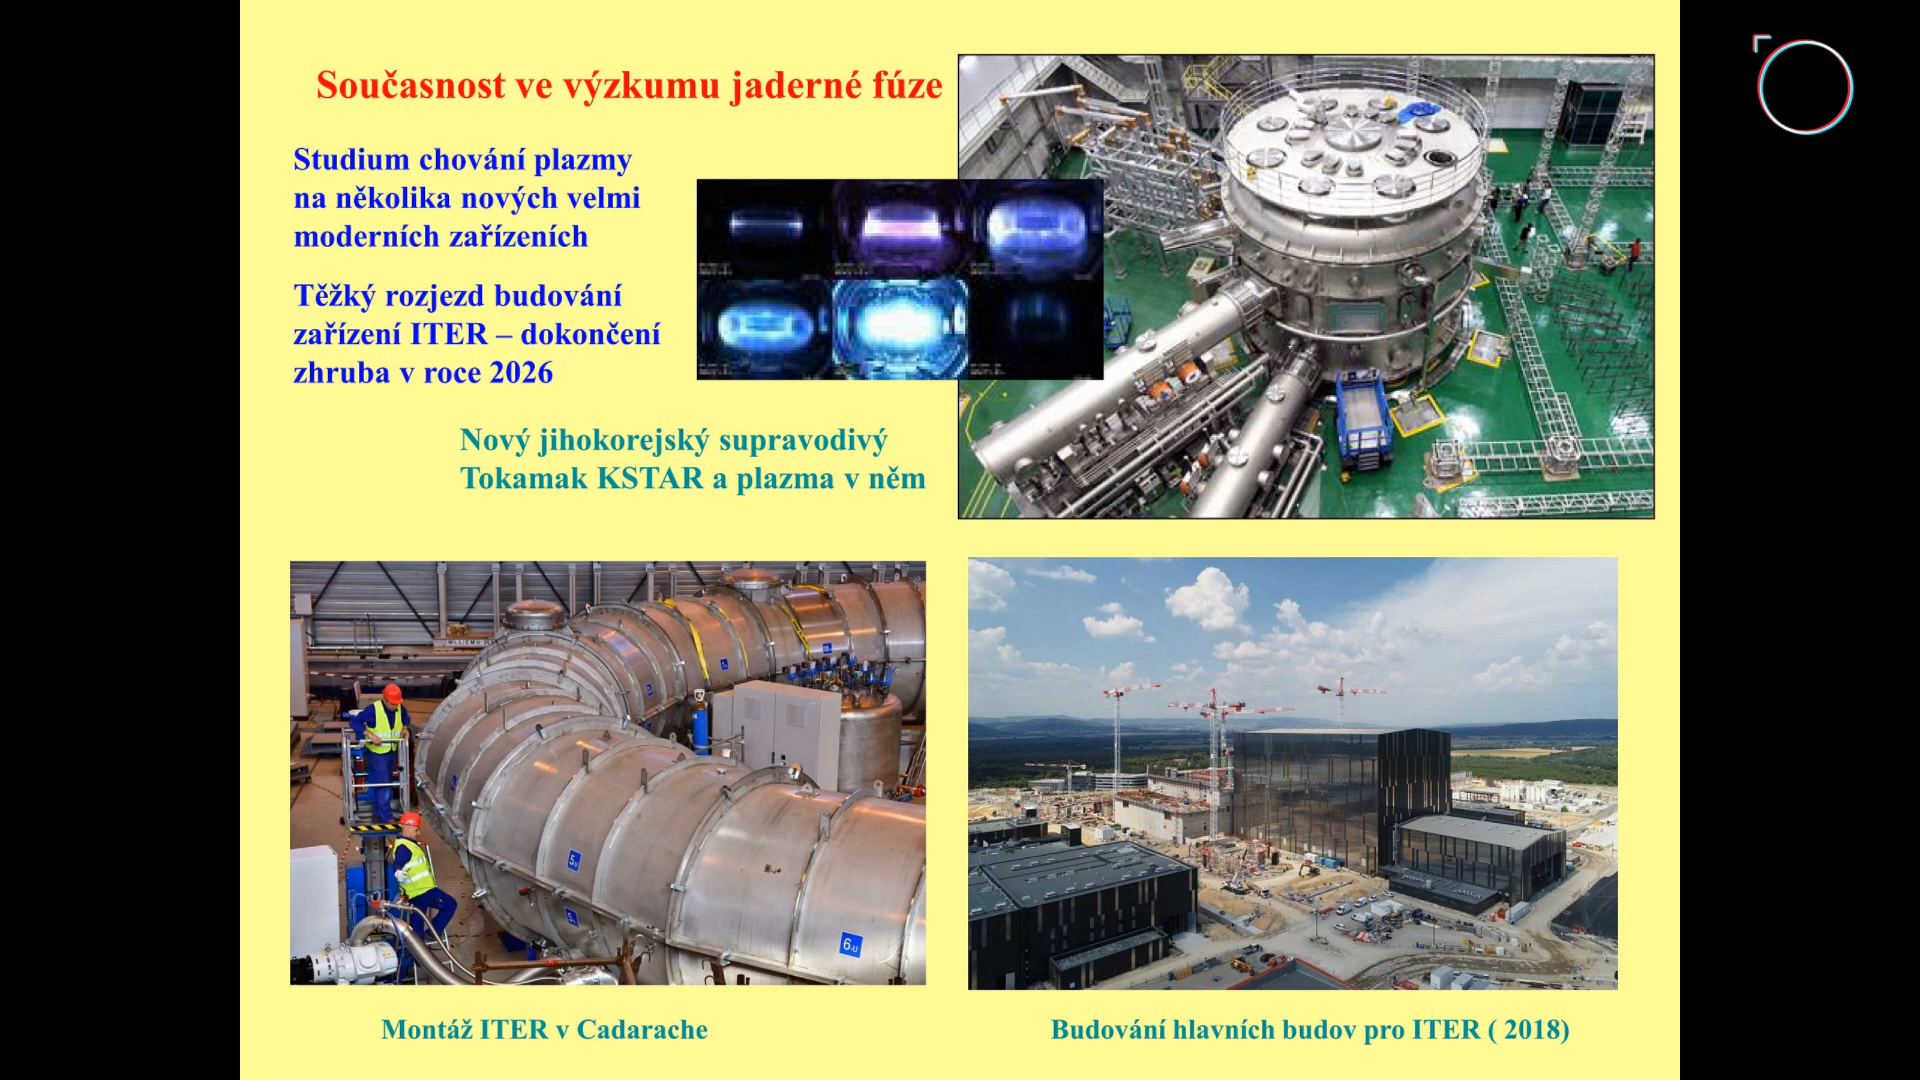 Současnost ve výzkumu jaderné fúze
Studium chování plazmy
na několika nových velmi
moderních zařízeních
Těžký rozjezd budování
zařízení ITER – dokončení
zhruba v roce 2026
Nový jihokorejský supravodivý
Tokamak KSTAR a plazma v něm
Montáž ITER v Cadarache
Budování hlavních budov pro ITER ( 2018)